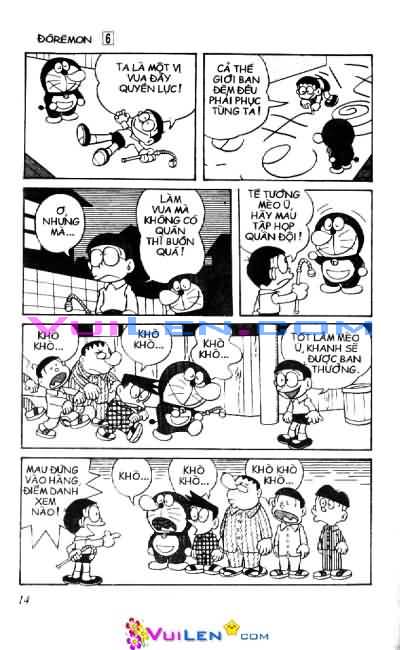 ĐÔRÊMON 6
TA LÀ MỘT VỊ
VUA ĐẦY
QUYỀN LỰC!
CẢ THẾ
GIỚI BAN
ĐÊM ĐỀU
PHẢI PHỤC
TÙNG TA!
Ơ,
NHƯNG
MÀ...
LÀM
VUA MÀ
KHÔNG CÓ
QUÂN
THÌ BUỒN
QUÁ!
TỂ TƯỚNG
MÈO Ú,
HÃY MAU
TẬP HỌP
QUÂN ĐỘI!
KHÒ
KHÒ...
KHÒ
KHÒ...
KHÒ
KHÒ...
TỐT LẮM MÈO
Ú, KHANH SẼ
ĐƯỢC BAN
THƯỞNG.
VUILEN.COM
MAU ĐỨNG
VÀO HÀNG,
ĐIỂM DANH
XEM
NÀO!
KHÒ...
KHÒ
KHÒ...
KHÒ KHÒ
KHÒ...
14
VUILEN.COM